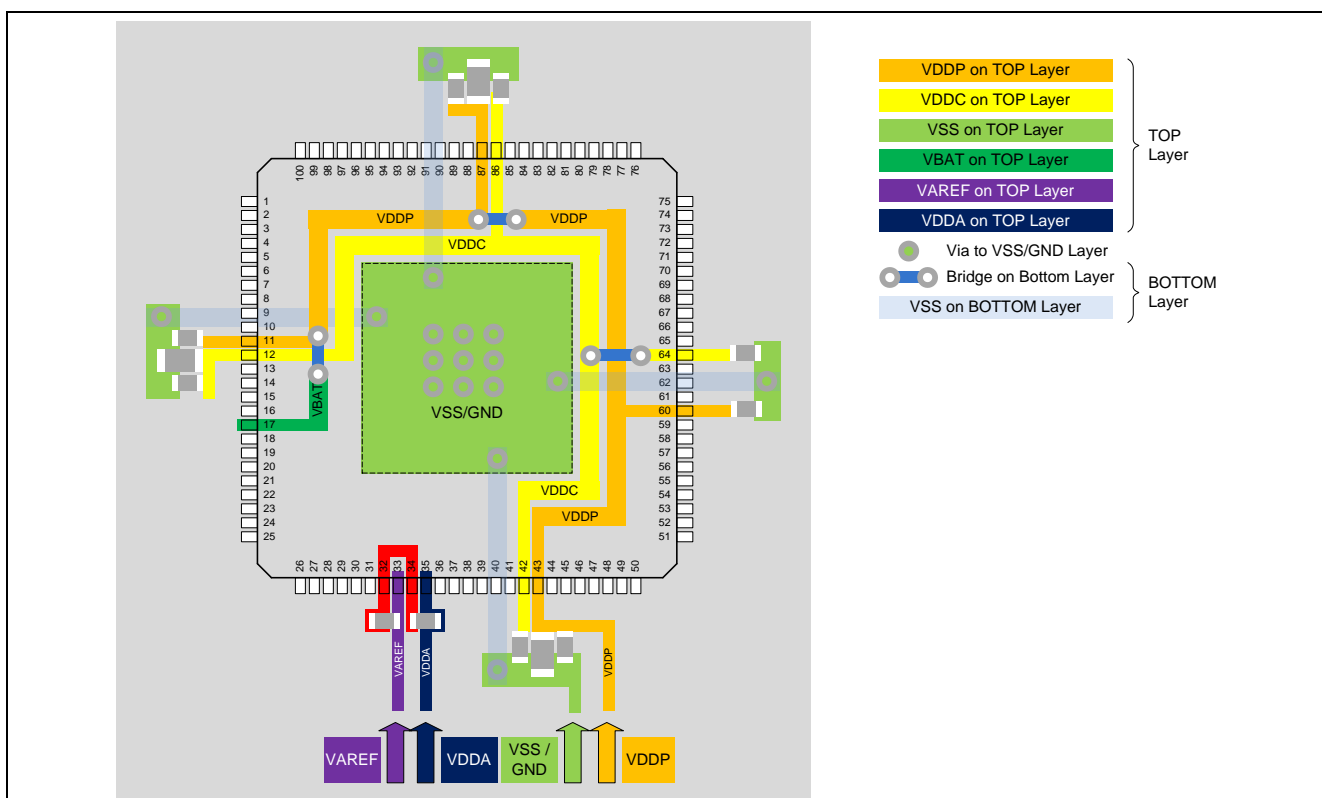 VDDP on TOP Layer
VDDC on TOP Layer
VSS on TOP Layer
VBAT on TOP Layer
VAREF on TOP Layer
VDDA on TOP Layer
TOP
Layer
Via to VSS/GND Layer
Bridge on Bottom Layer
VSS on BOTTOM Layer
BOTTOM
Layer
100 99 98 97 96 95 94 93 92 91 90 89 88 87 86 85 84 83 82 81 80 79 78 77 76
1
2
3
4
5
6
7
8
9
10
11
12
13
14
15
16
17
18
19
20
21
22
23
24
25
VDDP
VDDP
VDDC
VBAT
VSS/GND
VDDC
VDDP
75
74
73
72
71
70
69
68
67
66
65
64
63
62
61
60
59
58
57
56
55
54
53
52
51
26 27 28 29 30 31 32 33 34 35 36 37 38 39 40 41 42 43 44 45 46 47 48 49 50
VAREF
VDDA
VDDP
VAREF
VDDA
VSS /
GND
VDDP